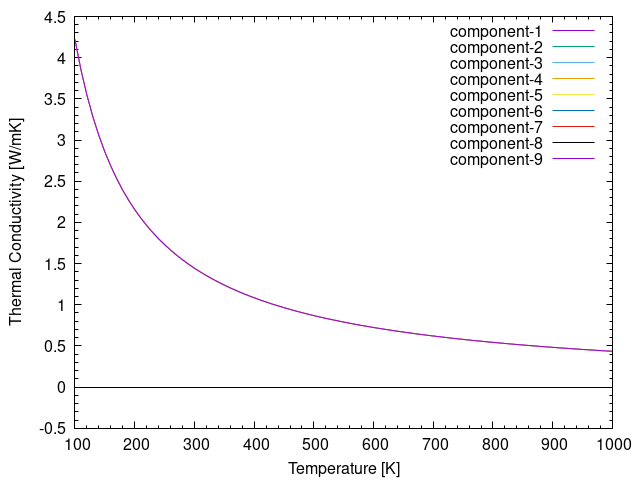 4.5
4
3.5
3
2.5
2
1.5
1
0.5
0
-0.5
100 200 300 400 500 600 700 800 900 1000
Thermal Conductivity [W/mK]
Temperature [K]
component-1
component-2
component-3
component-4
component-5
component-6
component-7
component-8
component-9